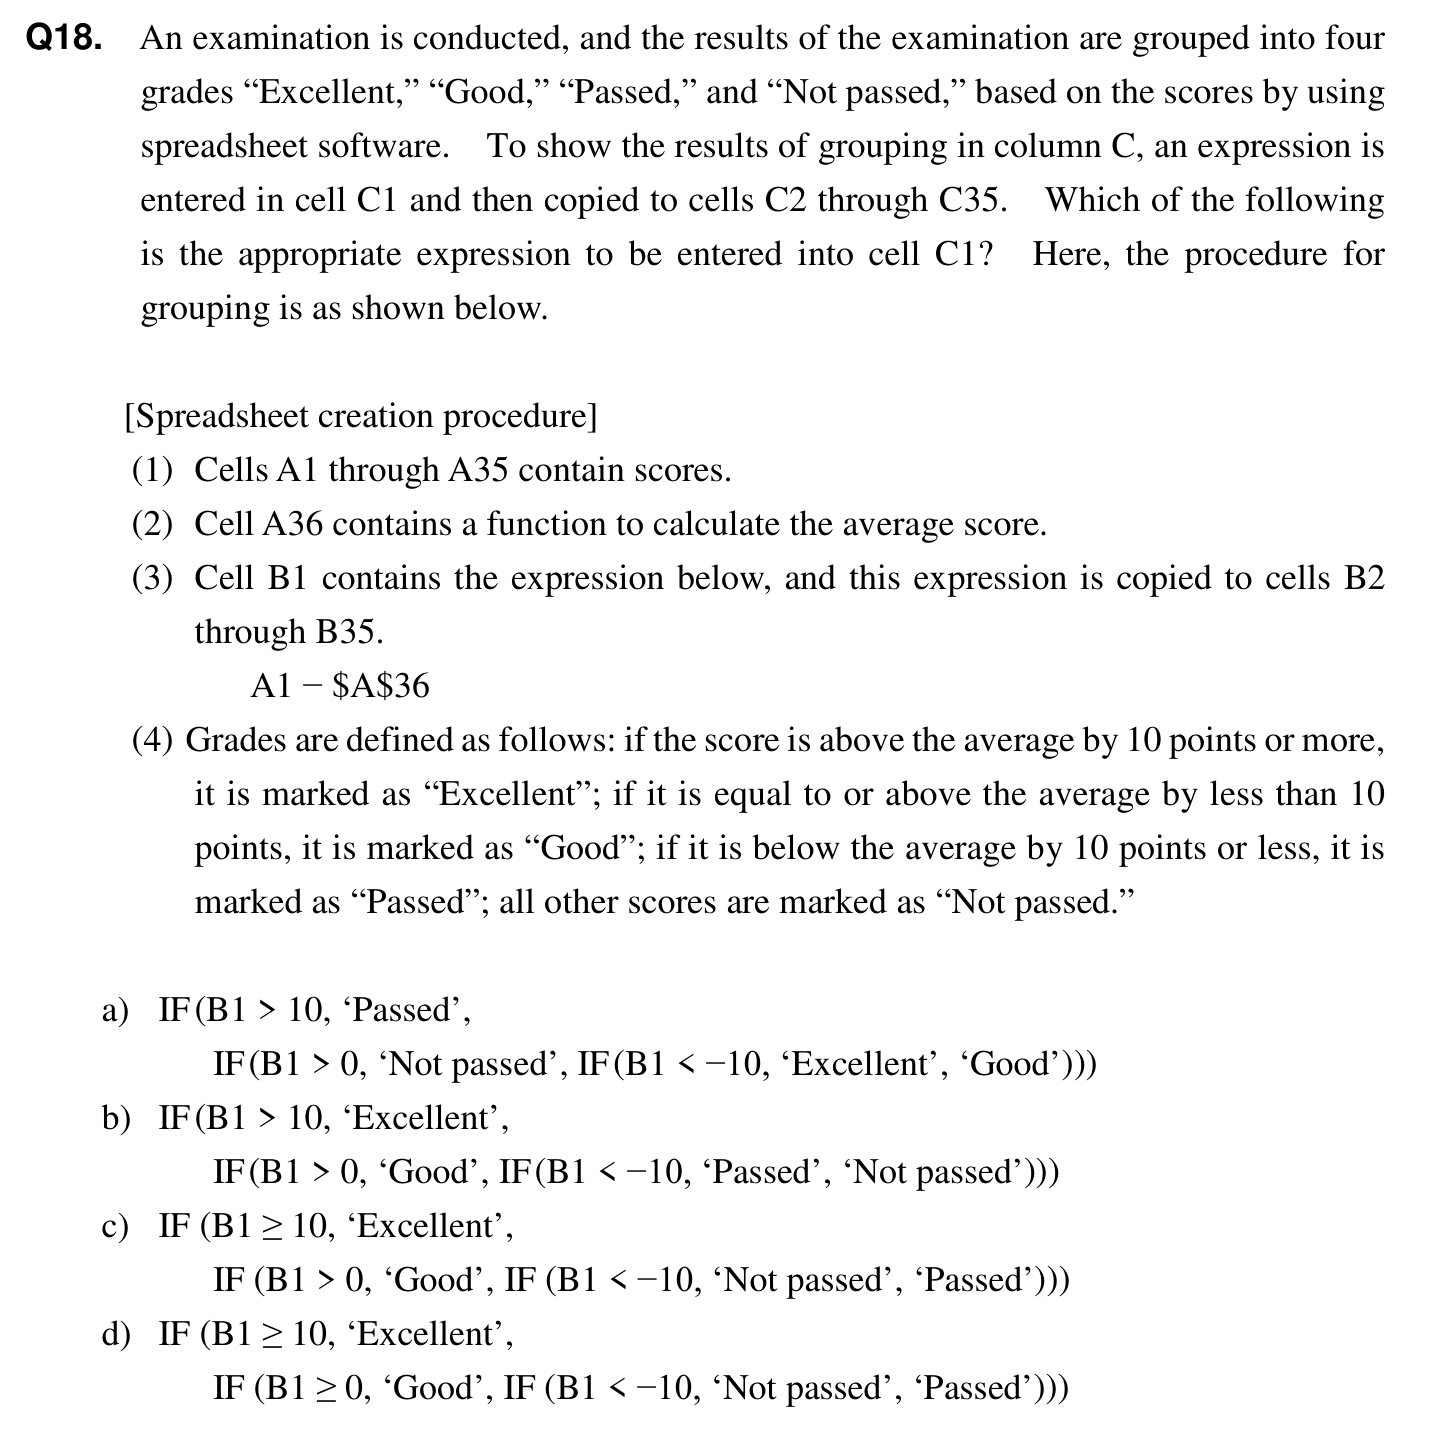 Q18. An examination is conducted, and the results of the examination are grouped into four
grades “Excellent,” “Good,” “Passed,” and “Not passed,” based on the scores by using
spreadsheet software. To show the results of grouping in column C, an expression is
entered in cell C1 and then copied to cells C2 through C35. Which of the following
is the appropriate expression to be entered into cell C1? Here, the procedure for
grouping is as shown below.
[Spreadsheet creation procedure]
(1) Cells A1 through A35 contain scores.
(2) Cell A36 contains a function to calculate the average score.
(3) Cell B1 contains the expression below, and this expression is copied to cells B2
through B35.
A1 − $A$36
(4) Grades are defined as follows: if the score is above the average by 10 points or more,
it is marked as “Excellent”; if it is equal to or above the average by less than 10
points, it is marked as “Good”; if it is below the average by 10 points or less, it is
marked as “Passed”; all other scores are marked as “Not passed.”
a) IF(B1 > 10, ‘Passed’,
IF(B1 > 0, ‘Not passed’, IF(B1 < −10, ‘Excellent’, ‘Good’)))
b) IF(B1 > 10, ‘Excellent’,
IF(B1 > 0, ‘Good’, IF(B1 < −10, ‘Passed’, ‘Not passed’)))
c) IF (B1 ≥ 10, ‘Excellent’,
IF (B1 > 0, ‘Good’, IF (B1 < −10, ‘Not passed’, ‘Passed’)))
d) IF (B1 ≥ 10, ‘Excellent’,
IF (B1 ≥ 0, ‘Good’, IF (B1 < −10, ‘Not passed’, ‘Passed’)))